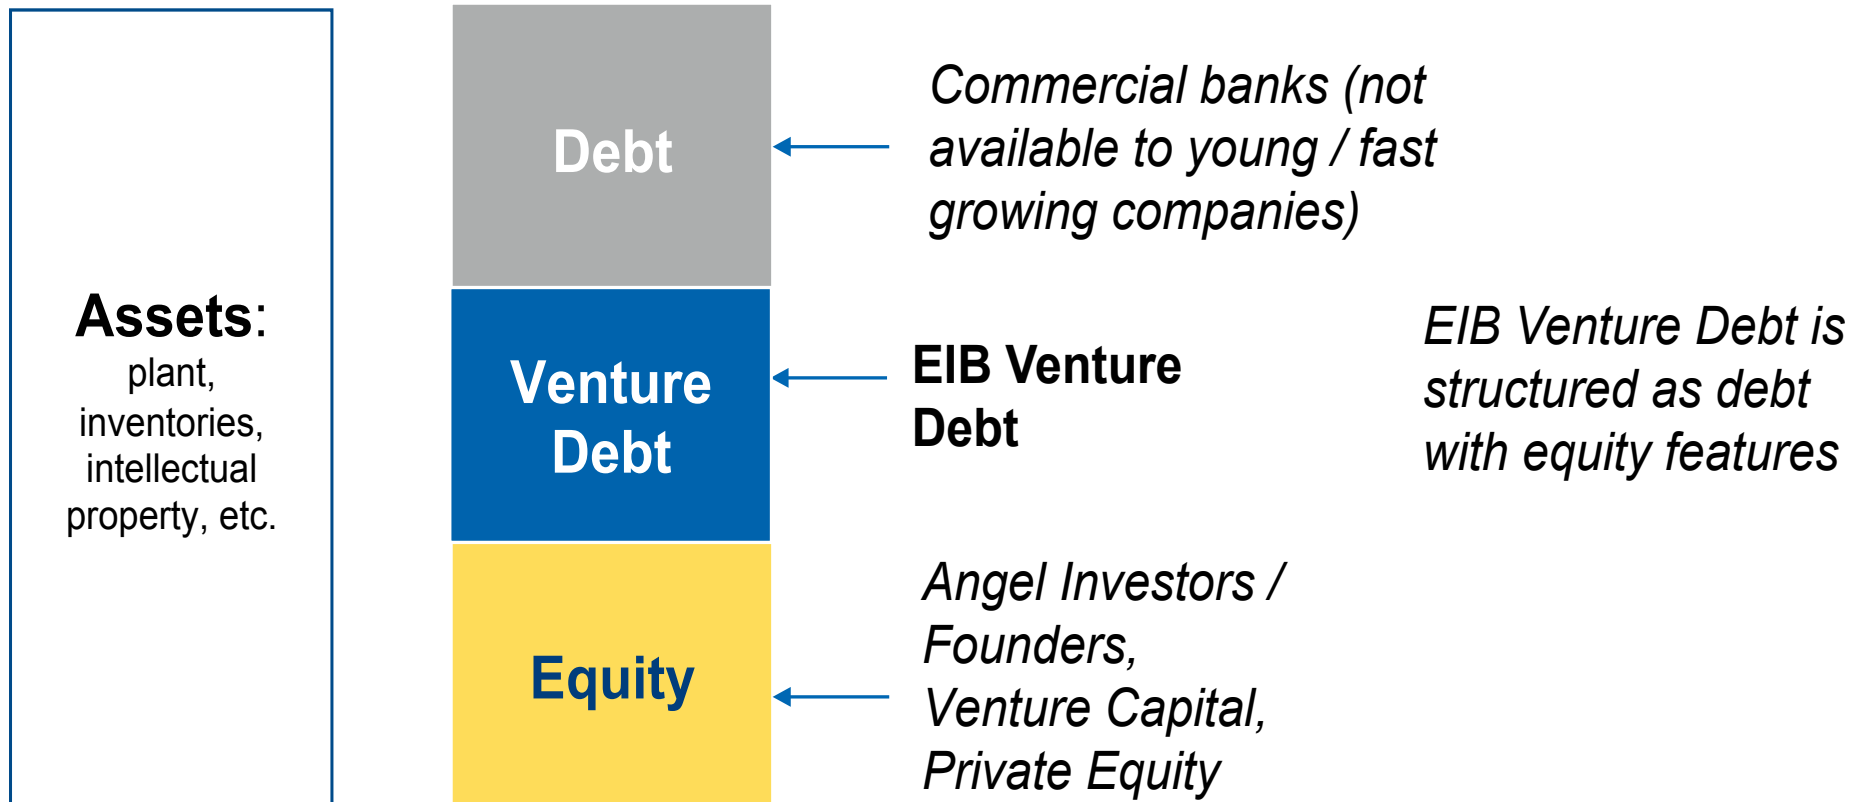 Assets:
plant,
inventories,
intellectual
property, etc.
Debt
Commercial banks (not
available to young / fast
growing companies)
Venture
Debt
EIB Venture
Debt
EIB Venture Debt is
structured as debt
with equity features
Equity
Angel Investors /
Founders,
Venture Capital,
Private Equity